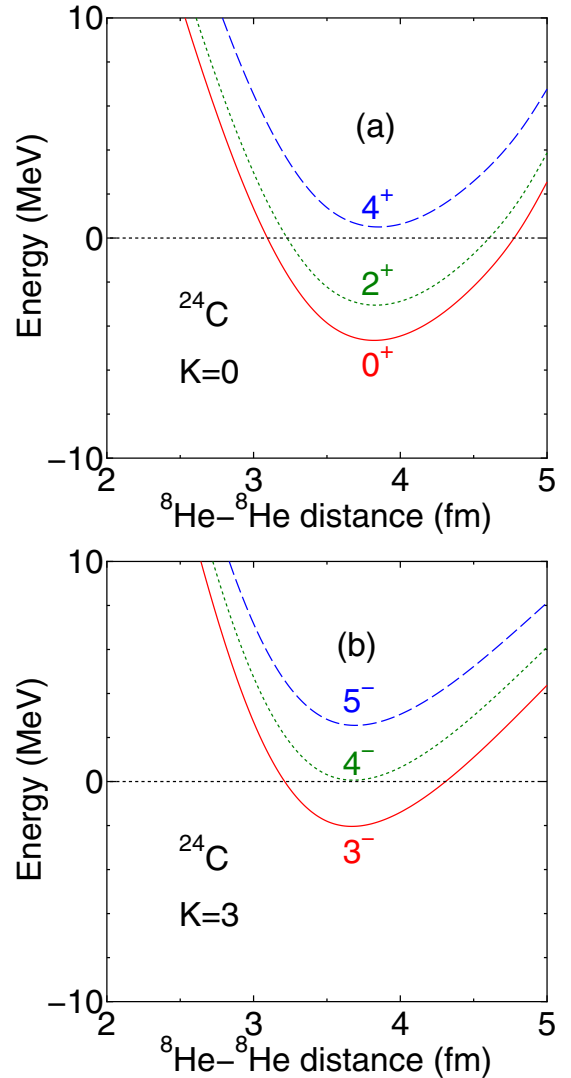 10
(a)
4⁺
Energy (MeV)
0
2⁺
²⁴C
0⁺
K=0
−10
2 3 4 5
⁸He−⁸He distance (fm)
10
(b)
5⁻
Energy (MeV)
4⁻
0
3⁻
²⁴C
K=3
−10
2 3 4 5
⁸He−⁸He distance (fm)